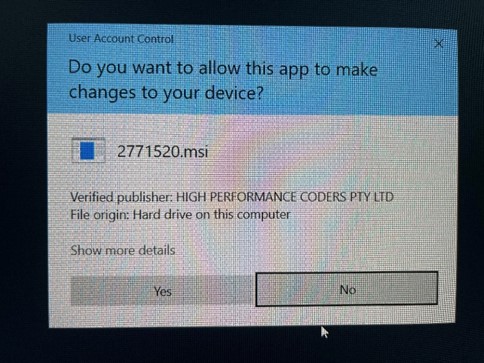 User Account Control
Do you want to allow this app to make
changes to your device?
2771520.msi
Verified publisher: HIGH PERFORMANCE CODERS PTY LTD
File origin: Hard drive on this computer
Show more details
Yes
No